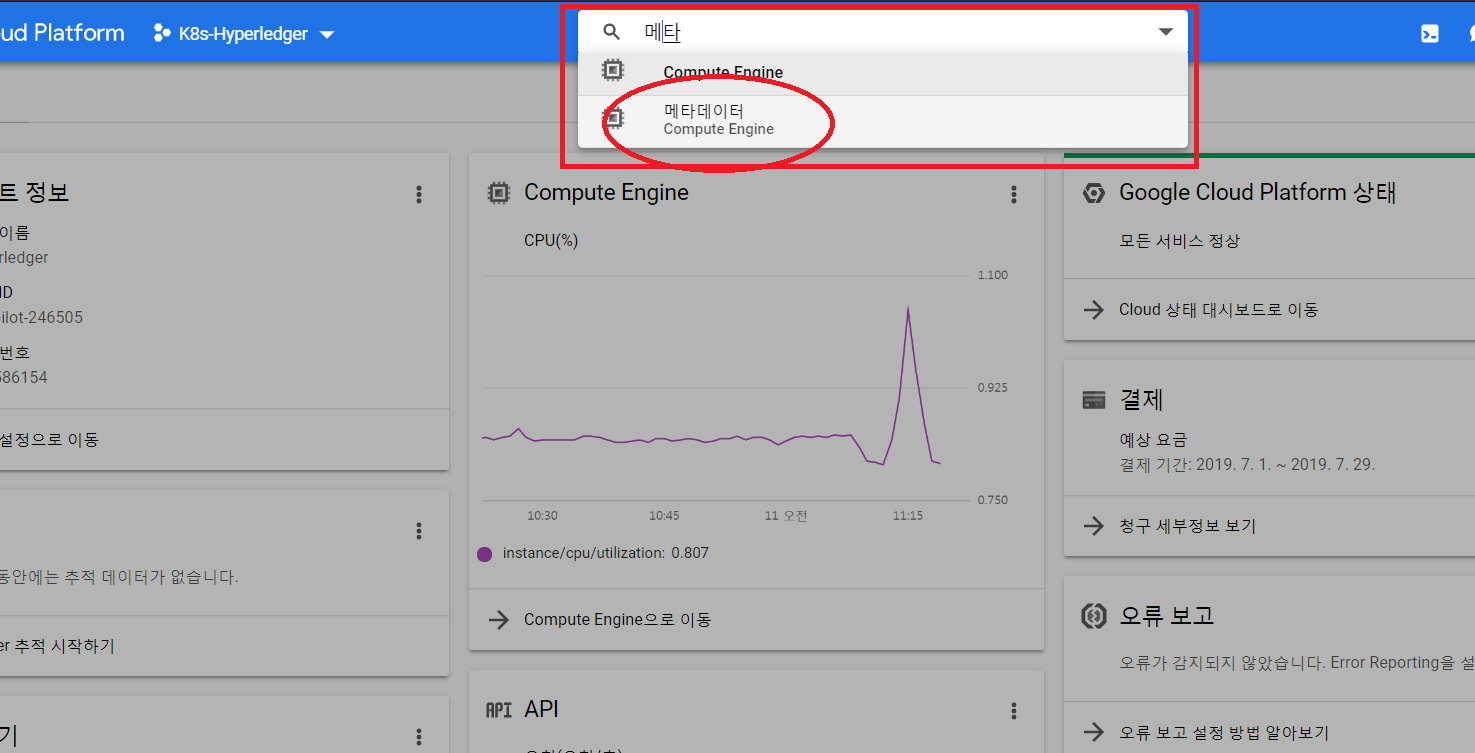 ud Platform
K8s-Hyperledger
메타
Compute Engine
메타데이터
Compute Engine
트 정보
이름
rledger
ID
ilot-246505
번호
586154
설정으로 이동
동안에는 추적 데이터가 없습니다.
er 추적 시작하기
기
Compute Engine
CPU(%)
1.100
0.925
0.750
10:30
10:45
11 오전
11:15
instance/cpu/utilization: 0.807
Compute Engine으로 이동
API
API
Google Cloud Platform 상태
모든 서비스 정상
Cloud 상태 대시보드로 이동
결제
예상 요금
결제 기간: 2019. 7. 1. ~ 2019. 7. 29.
청구 세부정보 보기
오류 보고
오류가 감지되지 않았습니다. Error Reporting을 설
오류 보고 설정 방법 알아보기